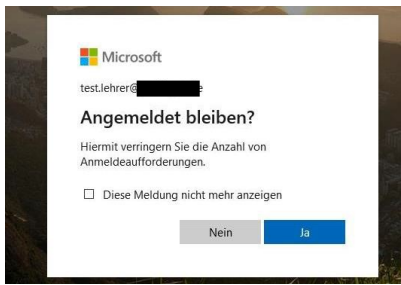 Microsoft
test.lehrer@
Angemeldet bleiben?
Hiermit verringern Sie die Anzahl von
Anmeldeaufforderungen.
Diese Meldung nicht mehr anzeigen
Nein Ja